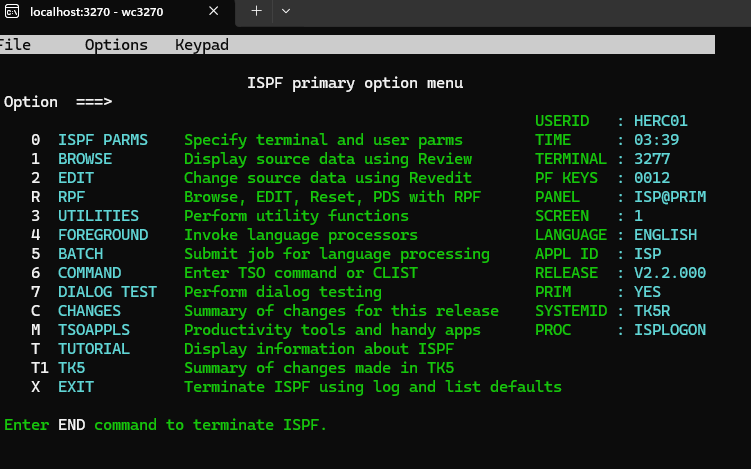 localhost:3270 - wc3270
File Options Keypad
ISPF primary option menu
Option ===>
USERID : HERC01
0 ISPF PARMS Specify terminal and user parms TIME : 03:39
1 BROWSE Display source data using Review TERMINAL : 3277
2 EDIT Change source data using Revedit PF KEYS : 0012
R RPF Browse, EDIT, Reset, PDS with RPF PANEL : ISP@PRIM
3 UTILITIES Perform utility functions SCREEN : 1
4 FOREGROUND Invoke language processors LANGUAGE : ENGLISH
5 BATCH Submit job for language processing APPL ID : ISP
6 COMMAND Enter TSO command or CLIST RELEASE : V2.2.000
7 DIALOG TEST Perform dialog testing PRIM : YES
C CHANGES Summary of changes for this release SYSTEMID : TK5R
M TSOAPPLS Productivity tools and handy apps PROC : ISPLOGON
T TUTORIAL Display information about ISPF
T1 TK5 Summary of changes made in TK5
X EXIT Terminate ISPF using log and list defaults
Enter END command to terminate ISPF.